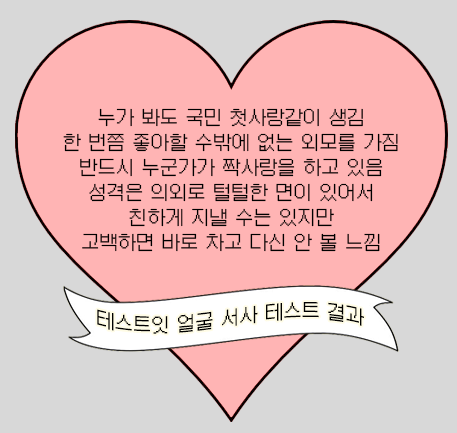 누가 봐도 국민 첫사랑같이 생김
한 번쯤 좋아할 수밖에 없는 외모를 가짐
반드시 누군가가 짝사랑을 하고 있음
성격은 의외로 털털한 면이 있어서
친하게 지낼 수는 있지만
고백하면 바로 차고 다신 안 볼 느낌
테스트잇 얼굴 서사 테스트 결과